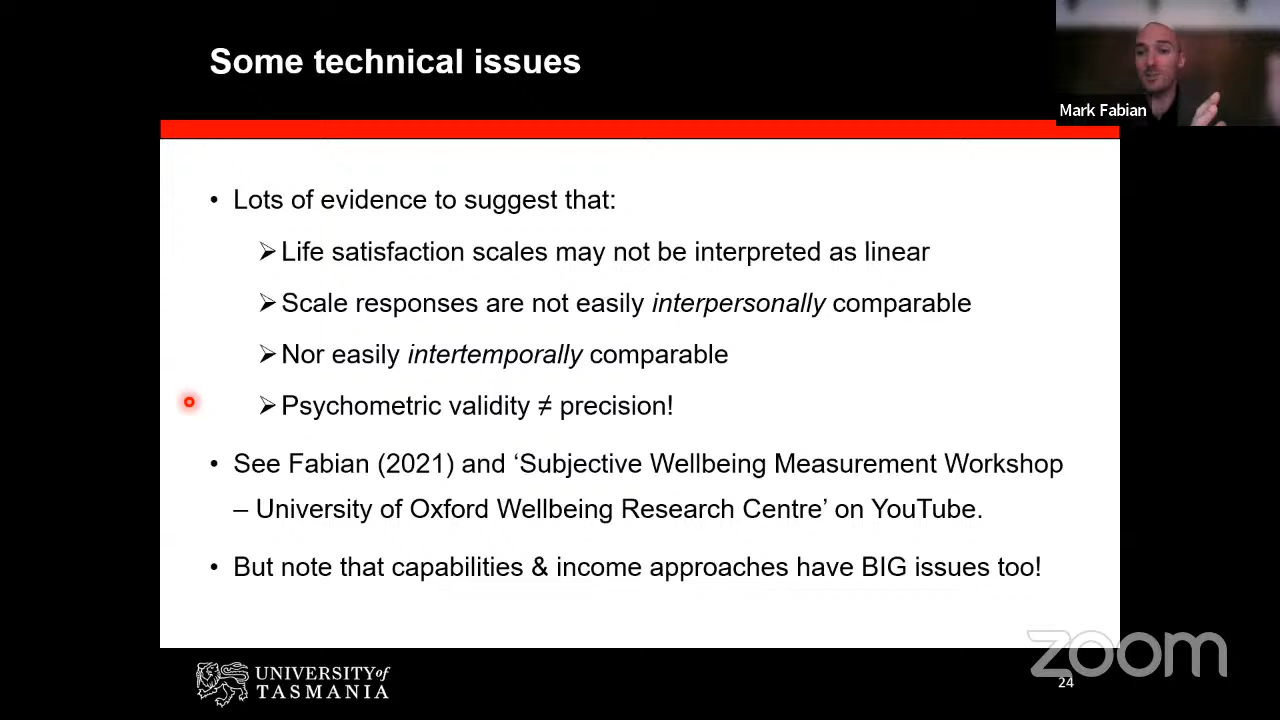 Some technical issues
Mark Fabian
• Lots of evidence to suggest that:
➢ Life satisfaction scales may not be interpreted as linear
➢ Scale responses are not easily interpersonally comparable
➢ Nor easily intertemporally comparable
➢ Psychometric validity ≠ precision!
• See Fabian (2021) and ‘Subjective Wellbeing Measurement Workshop
– University of Oxford Wellbeing Research Centre’ on YouTube.
• But note that capabilities & income approaches have BIG issues too!
UNIVERSITY of
TASMANIA
zoom
24